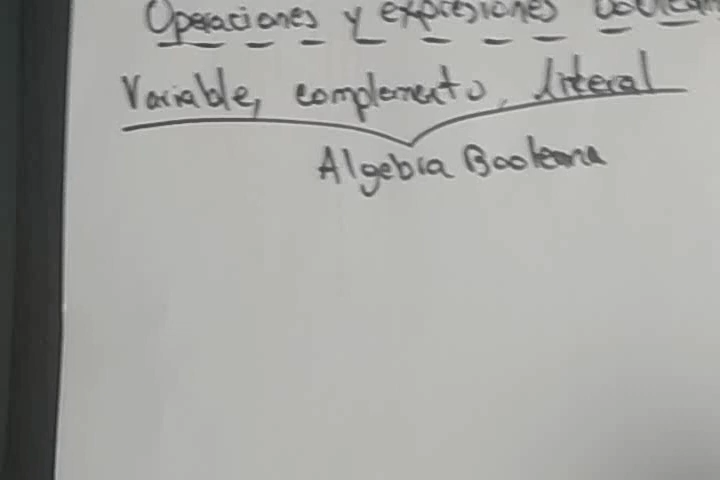 Operaciones y expresiones
Variable, complemento, literal
Algebra Booleana